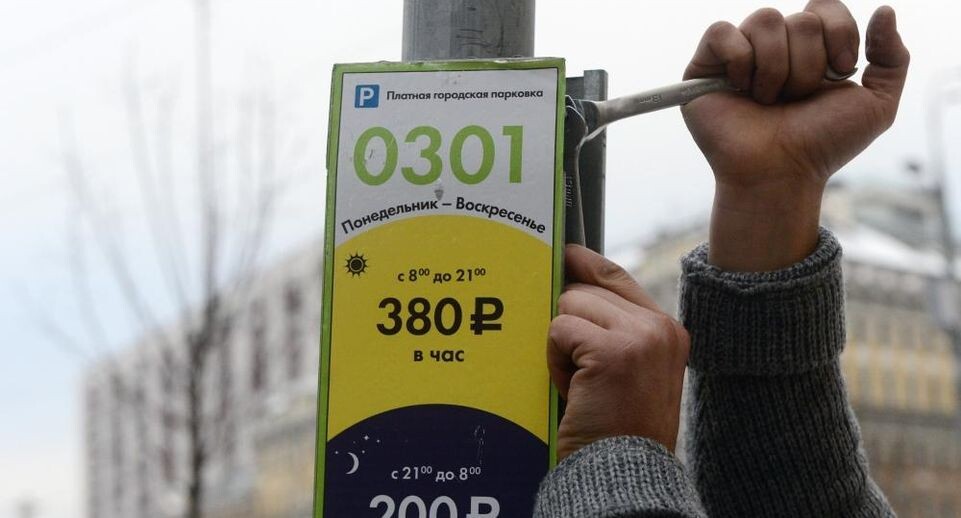 P Платная городская парковка
0301
Понедельник – Воскресенье
с 8⁰⁰ до 21⁰⁰
380 ₽
в час
с 21⁰⁰ до 8⁰⁰
200 ₽